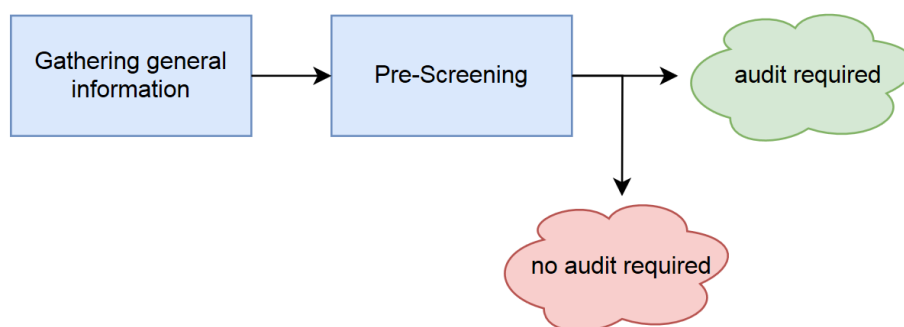 Gathering general
information
Pre-Screening
audit required
no audit required